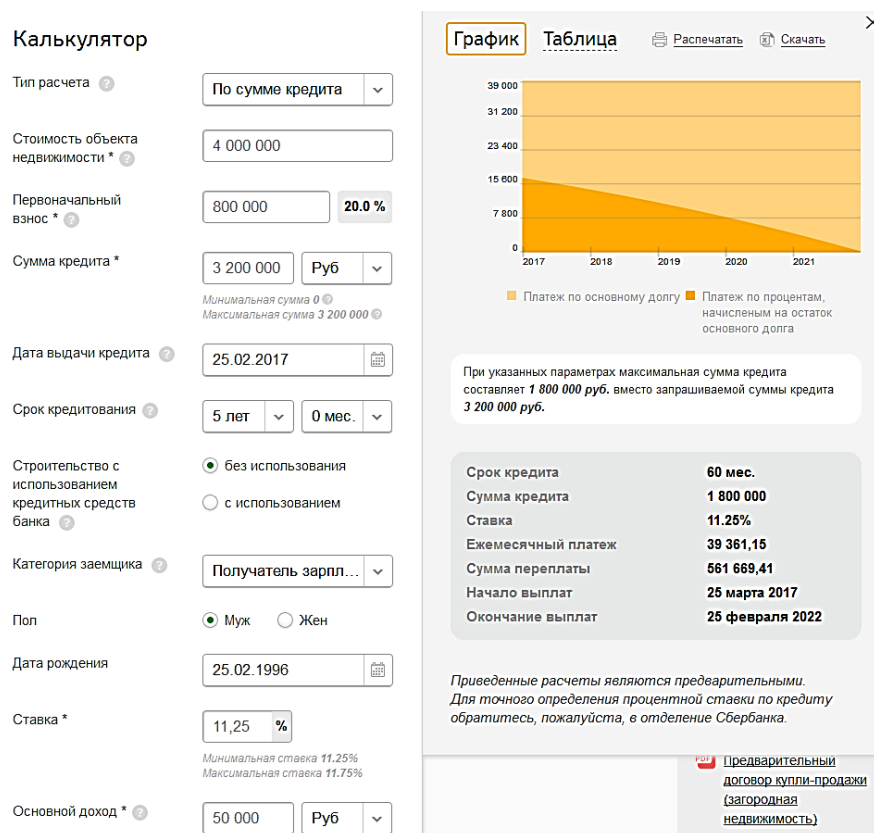 Калькулятор
Тип расчета ?
По сумме кредита
Стоимость объекта
недвижимости * ?
4 000 000
Первоначальный
взнос * ?
800 000 20.0 %
Сумма кредита *
3 200 000 Руб
Минимальная сумма 0 ?
Максимальная сумма 3 200 000 ?
Дата выдачи кредита ?
25.02.2017
Срок кредитования ?
5 лет 0 мес.
Строительство с
использованием
кредитных средств
банка ?
без использования
с использованием
Категория заемщика ?
Получатель зарпл...
Пол
Муж Жен
Дата рождения
25.02.1996
Ставка *
11,25 %
Минимальная ставка 11.25%
Максимальная ставка 11.75%
Основной доход * ?
50 000 Руб
График Таблица Распечатать Скачать
39 000
31 200
23 400
15 600
7 800
0
2017 2018 2019 2020 2021
Платеж по основному долгу
Платеж по процентам,
начисленым на остаток
основного долга
При указанных параметрах максимальная сумма кредита
составляет 1 800 000 руб. вместо запрашиваемой суммы кредита
3 200 000 руб.
Срок кредита 60 мес.
Сумма кредита 1 800 000
Ставка 11.25%
Ежемесячный платеж 39 361,15
Сумма переплаты 561 669,41
Начало выплат 25 марта 2017
Окончание выплат 25 февраля 2022
Приведенные расчеты являются предварительными.
Для точного определения процентной ставки по кредиту
обратитесь, пожалуйста, в отделение Сбербанка.
PDF Предварительный
договор купли-продажи
(загородная
недвижимость)